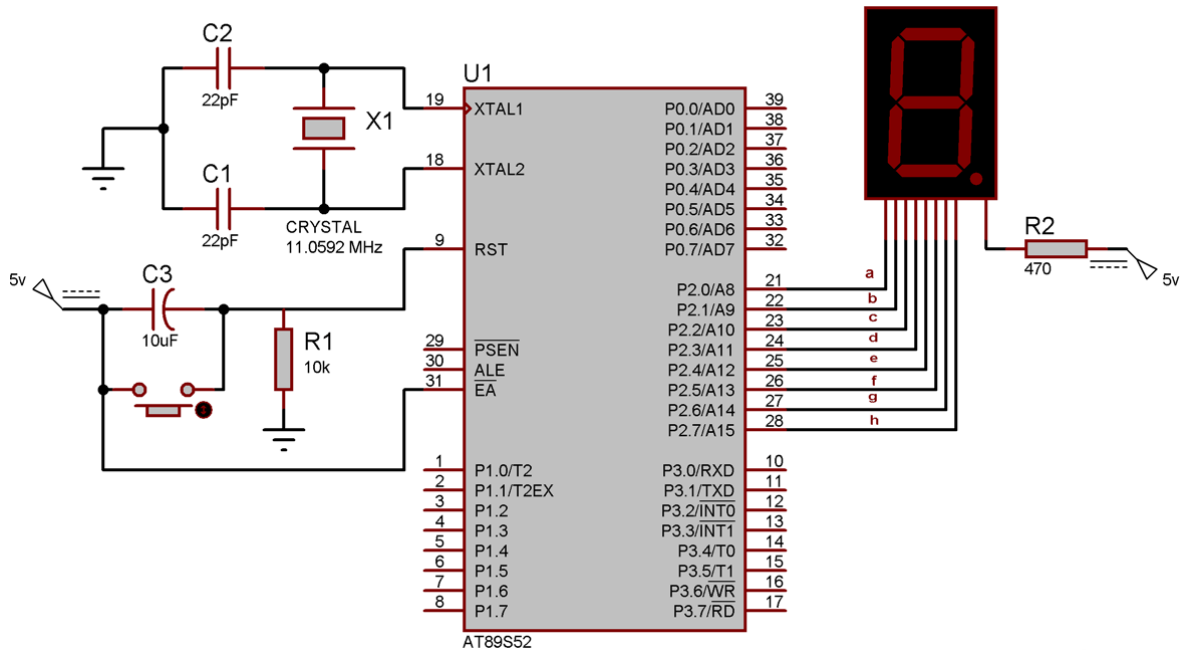 C2
22pF
X1
C1
22pF
CRYSTAL
11.0592 MHz
5v
C3
10uF
R1
10k
U1
19 XTAL1
18 XTAL2
9 RST
29 PSEN
30 ALE
31 EA
1 P1.0/T2
2 P1.1/T2EX
3 P1.2
4 P1.3
5 P1.4
6 P1.5
7 P1.6
8 P1.7
P0.0/AD0 39
P0.1/AD1 38
P0.2/AD2 37
P0.3/AD3 36
P0.4/AD4 35
P0.5/AD5 34
P0.6/AD6 33
P0.7/AD7 32
P2.0/A8 21 a
P2.1/A9 22 b
P2.2/A10 23 c
P2.3/A11 24 d
P2.4/A12 25 e
P2.5/A13 26 f
P2.6/A14 27 g
P2.7/A15 28 h
P3.0/RXD 10
P3.1/TXD 11
P3.2/INT0 12
P3.3/INT1 13
P3.4/T0 14
P3.5/T1 15
P3.6/WR 16
P3.7/RD 17
AT89S52
R2
470
5v